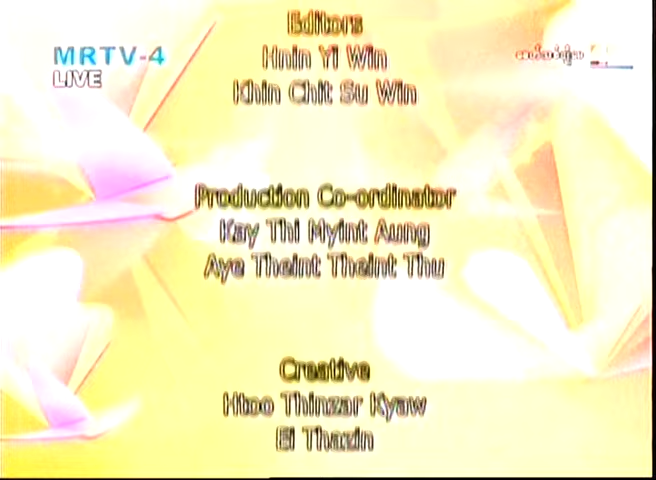 Editors
MRTV-4
Hnin Yi Win
LIVE
Khin Chit Su Win
Production Co-ordinator
Kay Thi Myint Aung
Aye Theint Theint Thu
Creative
Htoo Thinzar Kyaw
Ei Thazin